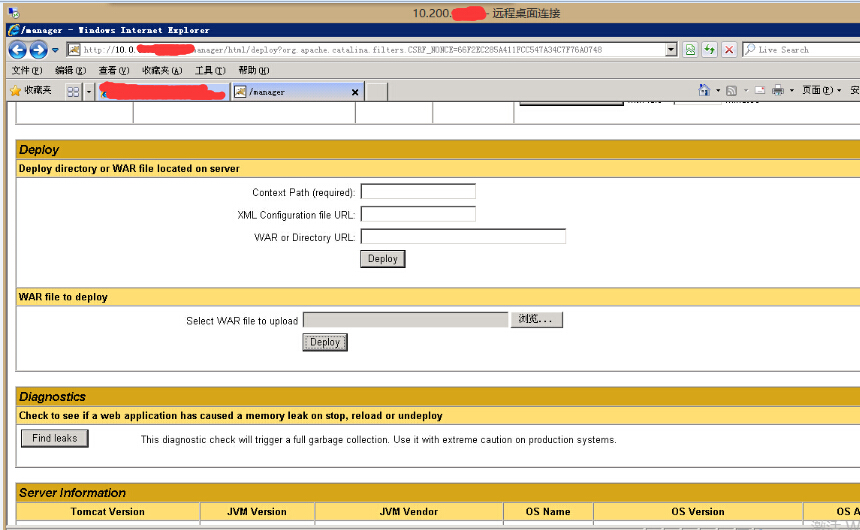 10.200. - 远程桌面连接
/manager - Windows Internet Explorer
http://10.0. anager/html/deploy?org.apache.catalina.filters.CSRF_NONCE=66F2EC285A411FCC547A34C7F76A0748 Live Search
文件(F) 编辑(E) 查看(V) 收藏夹(A) 工具(T) 帮助(H)
收藏夹 /manager 页面(P) 安
Deploy
Deploy directory or WAR file located on server
Context Path (required):
XML Configuration file URL:
WAR or Directory URL:
Deploy
WAR file to deploy
Select WAR file to upload 浏览...
Deploy
Diagnostics
Check to see if a web application has caused a memory leak on stop, reload or undeploy
Find leaks This diagnostic check will trigger a full garbage collection. Use it with extreme caution on production systems.
Server Information
Tomcat Version JVM Version JVM Vendor OS Name OS Version OS A